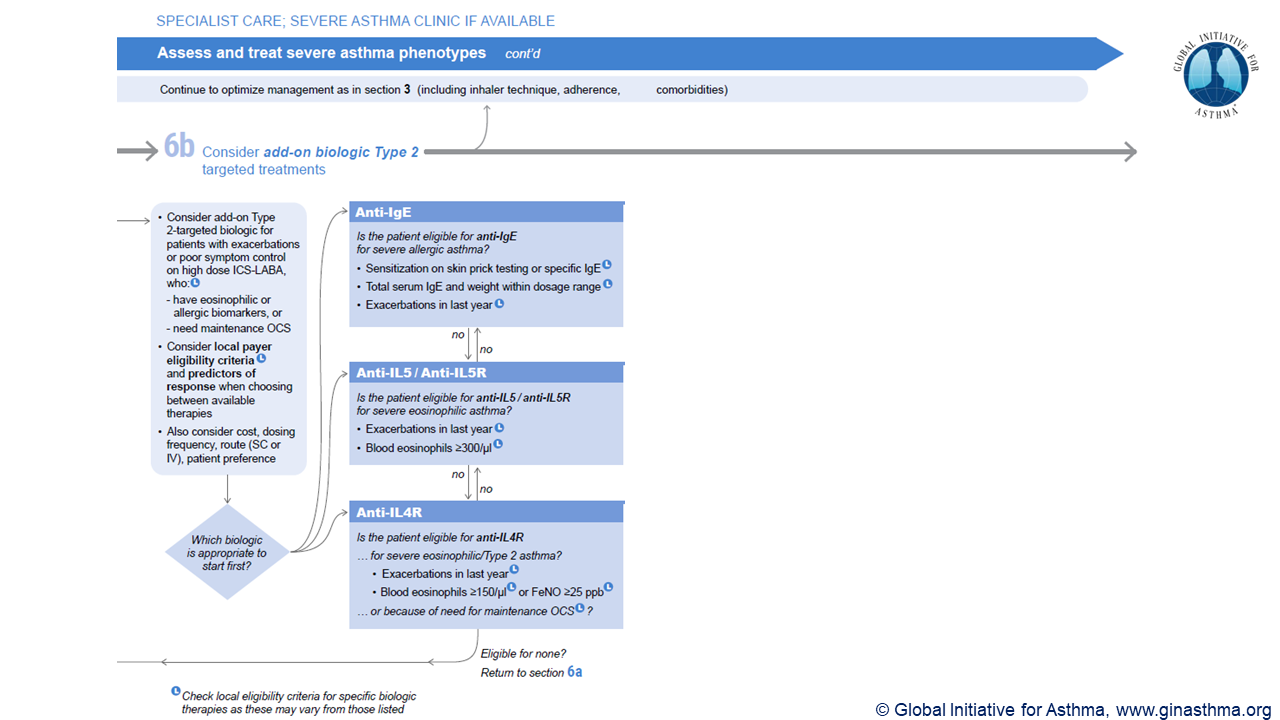 SPECIALIST CARE; SEVERE ASTHMA CLINIC IF AVAILABLE
Assess and treat severe asthma phenotypes cont'd
Continue to optimize management as in section 3 (including inhaler technique, adherence, comorbidities)
GLOBAL INITIATIVE FOR
ASTHMA
6b Consider add-on biologic Type 2
targeted treatments
• Consider add-on Type
2-targeted biologic for
patients with exacerbations
or poor symptom control
on high dose ICS-LABA,
who: L
- have eosinophilic or
allergic biomarkers, or
- need maintenance OCS
• Consider local payer
eligibility criteria L
and predictors of
response when choosing
between available
therapies
• Also consider cost, dosing
frequency, route (SC or
IV), patient preference
Which biologic
is appropriate to
start first?
Anti-IgE
Is the patient eligible for anti-IgE
for severe allergic asthma?
• Sensitization on skin prick testing or specific IgE L
• Total serum IgE and weight within dosage range L
• Exacerbations in last year L
no
no
Anti-IL5 / Anti-IL5R
Is the patient eligible for anti-IL5 / anti-IL5R
for severe eosinophilic asthma?
• Exacerbations in last year L
• Blood eosinophils ≥300/µl L
no
no
Anti-IL4R
Is the patient eligible for anti-IL4R
… for severe eosinophilic/Type 2 asthma?
• Exacerbations in last year L
• Blood eosinophils ≥150/µl L or FeNO ≥25 ppb L
… or because of need for maintenance OCS L ?
Eligible for none?
Return to section 6a
L Check local eligibility criteria for specific biologic
therapies as these may vary from those listed
© Global Initiative for Asthma, www.ginasthma.org